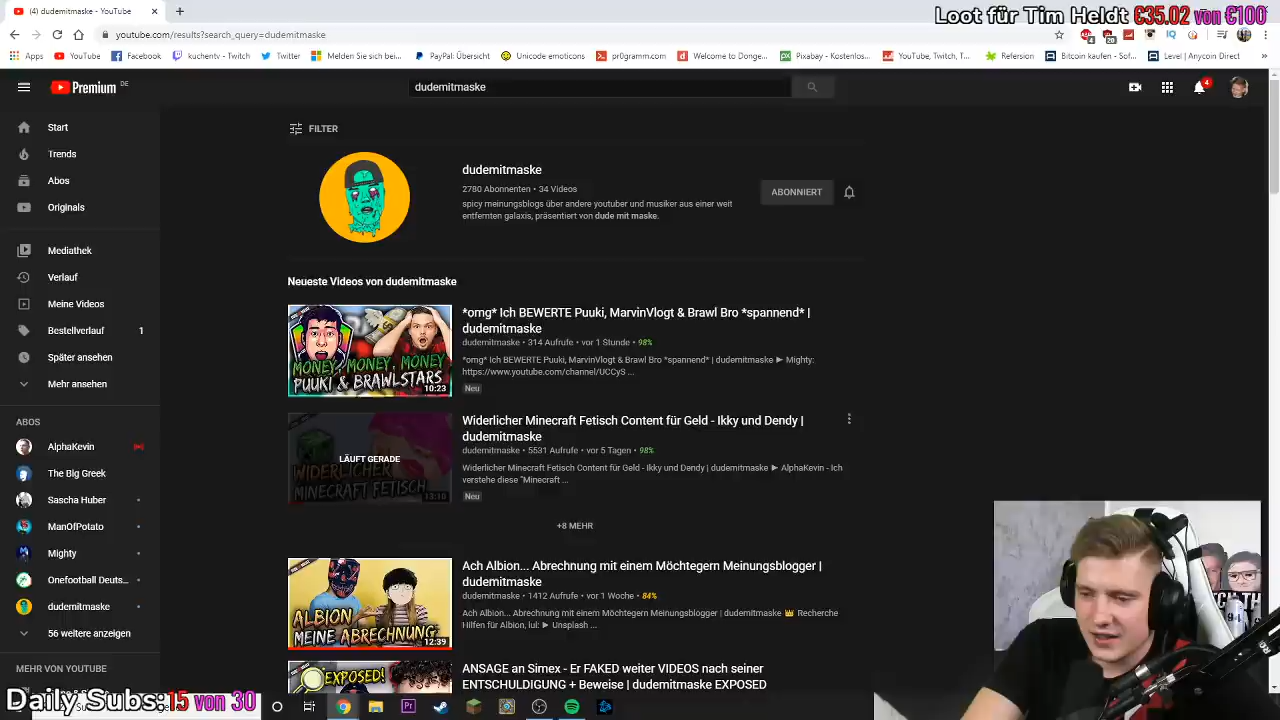 dudemitmaske - YouTube
Loot für Tim Heldt €35.02 von €100
youtube.com/results?search_query=dudemitmaske
Apps
YouTube
Facebook
kuchentv - Twitch
Twitter
Melden Sie sich bei...
PayPal: Übersicht
Unicode emoticons
pr0gramm.com
Welcome to Donge...
Pixabay - Kostenlos...
YouTube, Twitch, T...
Refersion
Bitcoin kaufen - Sof...
Level | Anycoin Direct
Premium DE
dudemitmaske
4
Start
Trends
Abos
Originals
Mediathek
Verlauf
Meine Videos
Bestellverlauf 1
Später ansehen
Mehr ansehen
ABOS
AlphaKevin
The Big Greek
Sascha Huber
ManOfPotato
Mighty
Onefootball Deuts...
dudemitmaske
56 weitere anzeigen
MEHR VON YOUTUBE
Daily Subs: 15 von 30
FILTER
dudemitmaske
2780 Abonnenten • 34 Videos
spicy meinungsblogs über andere youtuber und musiker aus einer weit
entfernten galaxis, präsentiert von dude mit maske.
ABONNIERT
Neueste Videos von dudemitmaske
MONEY, MONEY, MONEY
PUUKI & BRAWLSTARS
10:23
*omg* Ich BEWERTE Puuki, MarvinVlogt & Brawl Bro *spannend* |
dudemitmaske
dudemitmaske • 314 Aufrufe • vor 1 Stunde • 98%
*omg* Ich BEWERTE Puuki, MarvinVlogt & Brawl Bro *spannend* | dudemitmaske ► Mighty:
https://www.youtube.com/channel/UCCyS ...
Neu
LÄUFT GERADE
WIDERLICHER
MINECRAFT FETISCH
13:10
Widerlicher Minecraft Fetisch Content für Geld - Ikky und Dendy |
dudemitmaske
dudemitmaske • 5531 Aufrufe • vor 5 Tagen • 98%
Widerlicher Minecraft Fetisch Content für Geld - Ikky und Dendy | dudemitmaske ► AlphaKevin - Ich
verstehe diese "Minecraft ...
Neu
+8 MEHR
ALBION
MEINE ABRECHNUNG
12:39
Ach Albion... Abrechnung mit einem Möchtegern Meinungsblogger |
dudemitmaske
dudemitmaske • 1412 Aufrufe • vor 1 Woche • 84%
Ach Albion... Abrechnung mit einem Möchtegern Meinungsblogger | dudemitmaske 👑 Recherche
Hilfen für Albion, lul: ► Unsplash ...
EXPOSED!
ANSAGE an Simex - Er FAKED weiter VIDEOS nach seiner
ENTSCHULDIGUNG + Beweise | dudemitmaske EXPOSED